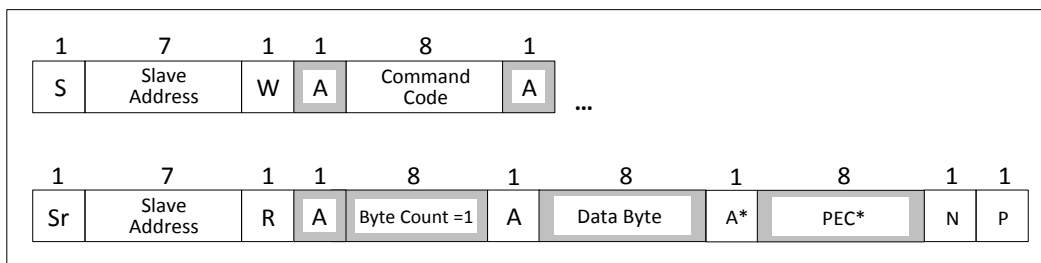 1 7 1 1 8 1
S Slave Address W A Command Code A ...
1 7 1 1 8 1 8 1 8 1 1
Sr Slave Address R A Byte Count =1 A Data Byte A* PEC* N P